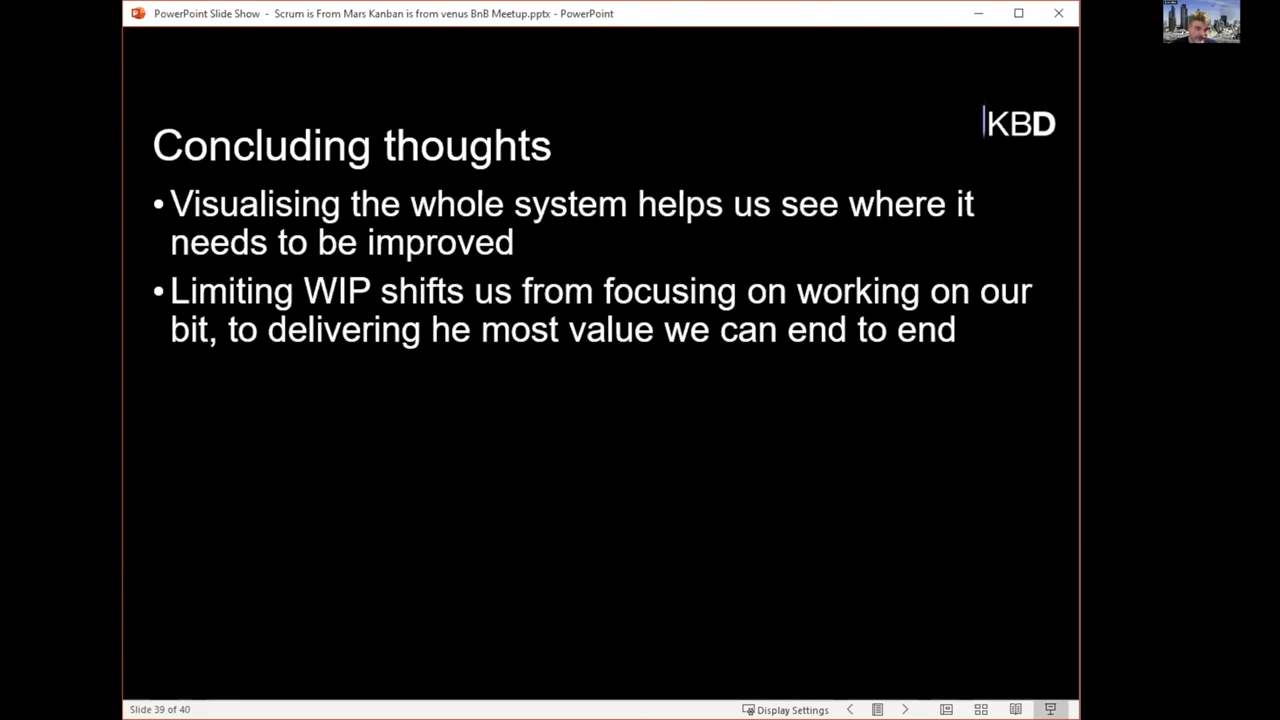 PowerPoint Slide Show - Scrum is From Mars Kanban is from venus BnB Meetup.pptx - PowerPoint
KBD
Concluding thoughts
•Visualising the whole system helps us see where it
needs to be improved
•Limiting WIP shifts us from focusing on working on our
bit, to delivering he most value we can end to end
Slide 39 of 40
Display Settings